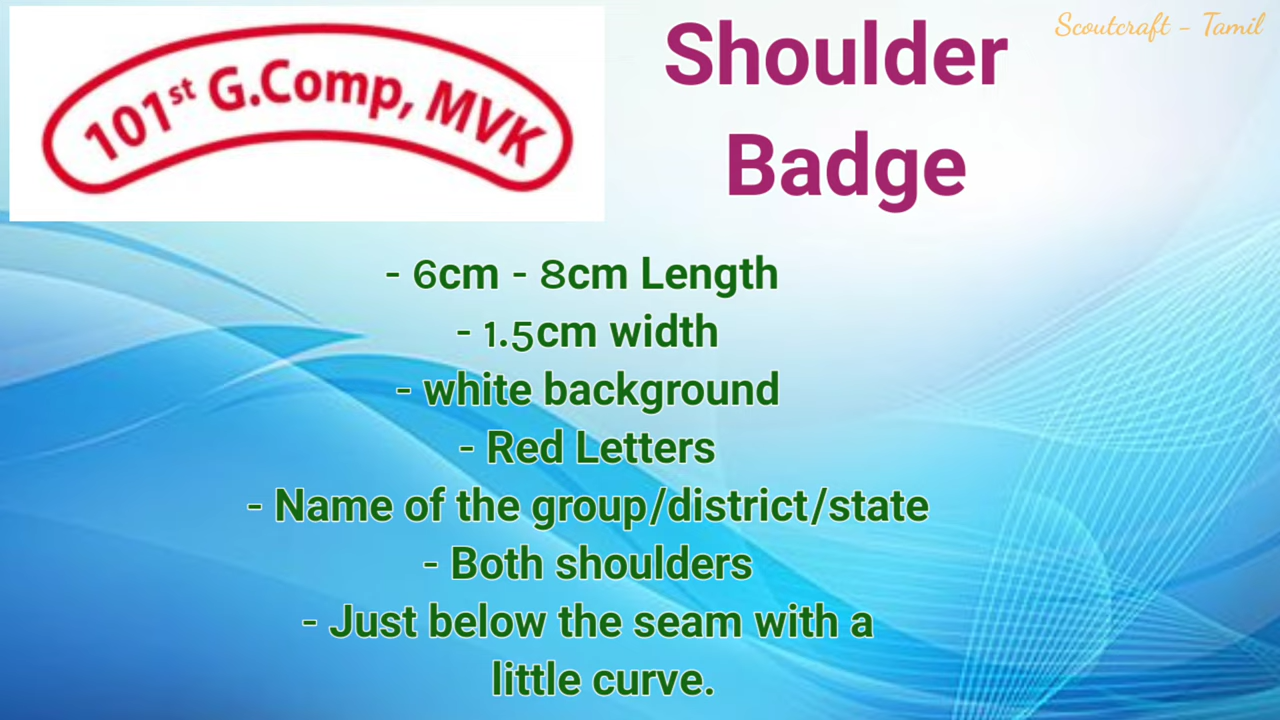 101st G.Comp, MVK
Shoulder
Badge
Scoutcraft - Tamil
- 6cm - 8cm Length
- 1.5cm width
- white background
- Red Letters
- Name of the group/district/state
- Both shoulders
- Just below the seam with a
little curve.